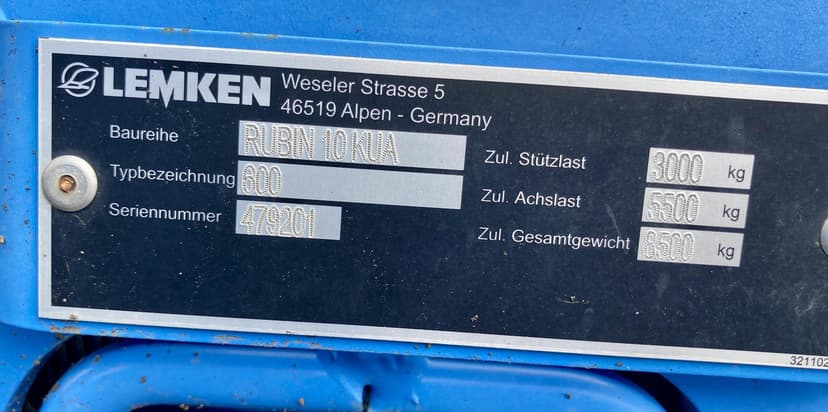 LEMKEN
Weseler Strasse 5
46519 Alpen - Germany
Baureihe RUBIN 10 KUA
Typbezeichnung 600
Seriennummer 479201
Zul. Stützlast 3000 kg
Zul. Achslast 5500 kg
Zul. Gesamtgewicht 8500 kg
321102